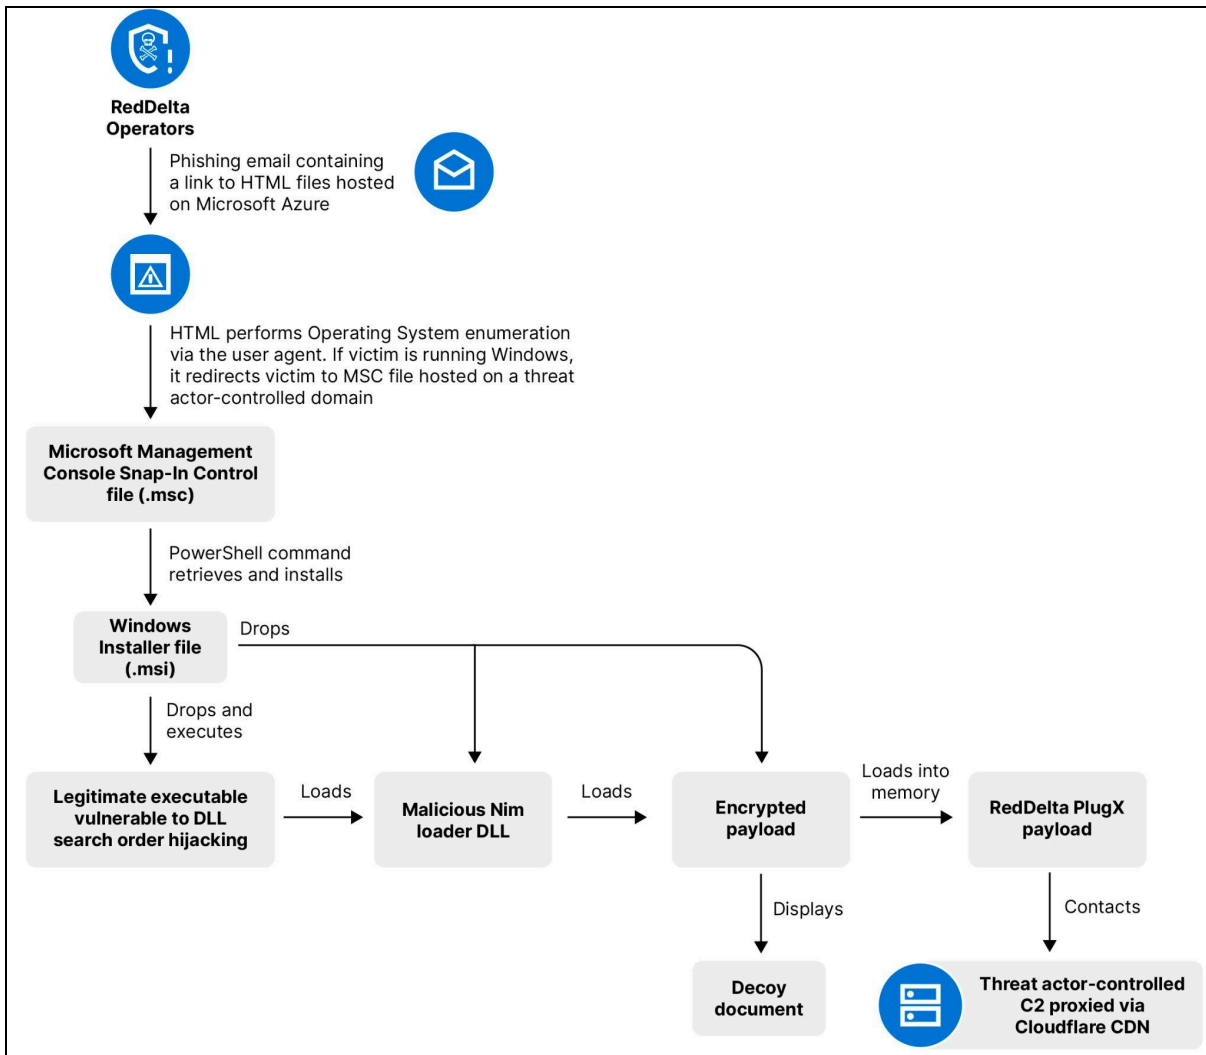 RedDelta
Operators
Phishing email containing
a link to HTML files hosted
on Microsoft Azure
HTML performs Operating System enumeration
via the user agent. If victim is running Windows,
it redirects victim to MSC file hosted on a threat
actor-controlled domain
Microsoft Management
Console Snap-In Control
file (.msc)
PowerShell command
retrieves and installs
Windows
Installer file
(.msi)
Drops
Drops and
executes
Legitimate executable
vulnerable to DLL
search order hijacking
Loads
Malicious Nim
loader DLL
Loads
Encrypted
payload
Loads into
memory
RedDelta PlugX
payload
Displays
Contacts
Decoy
document
Threat actor-controlled
C2 proxied via
Cloudflare CDN